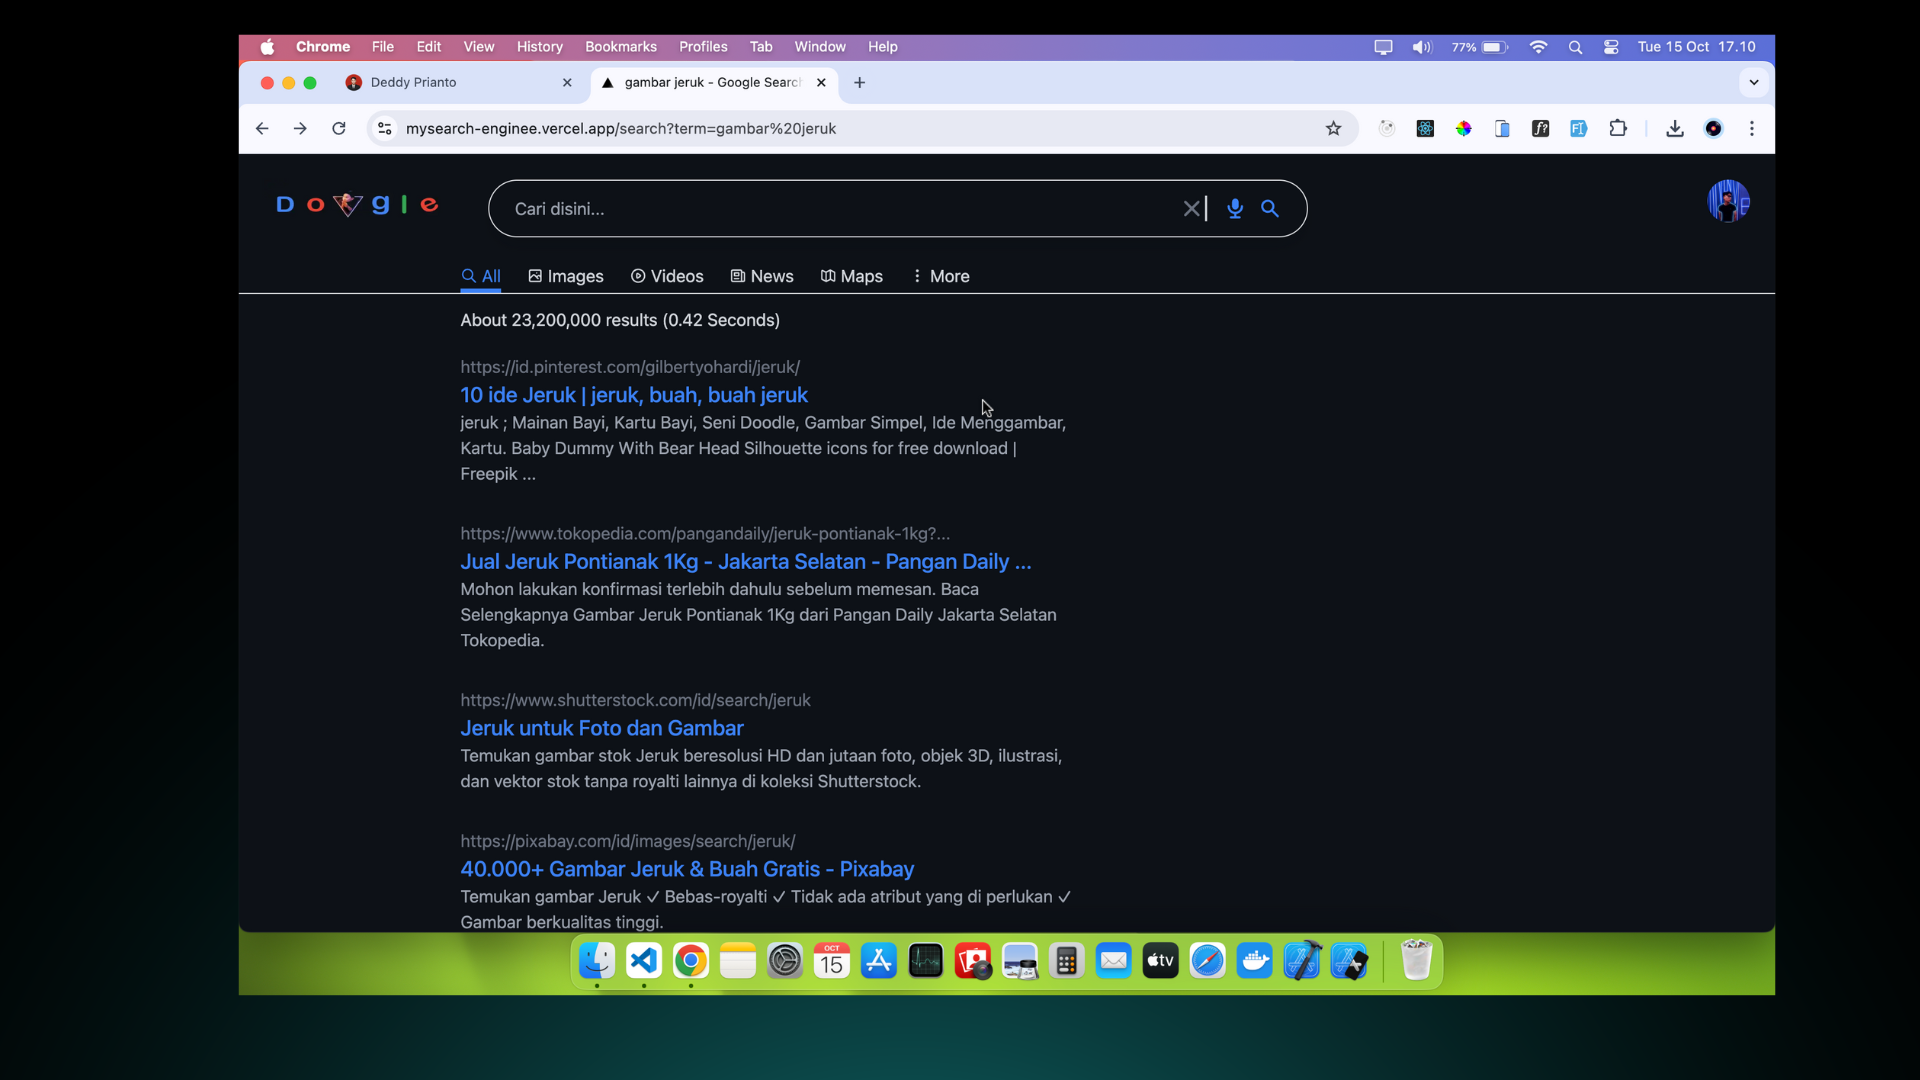 Chrome File Edit View History Bookmarks Profiles Tab Window Help 77% Tue 15 Oct 17.10
Deddy Prianto gambar jeruk - Google Searc
mysearch-enginee.vercel.app/search?term=gambar%20jeruk
D o g l e
Cari disini...
All Images Videos News Maps More
About 23,200,000 results (0.42 Seconds)
https://id.pinterest.com/gilbertyohardi/jeruk/
10 ide Jeruk | jeruk, buah, buah jeruk
jeruk ; Mainan Bayi, Kartu Bayi, Seni Doodle, Gambar Simpel, Ide Menggambar,
Kartu. Baby Dummy With Bear Head Silhouette icons for free download |
Freepik ...
https://www.tokopedia.com/pangandaily/jeruk-pontianak-1kg?...
Jual Jeruk Pontianak 1Kg - Jakarta Selatan - Pangan Daily ...
Mohon lakukan konfirmasi terlebih dahulu sebelum memesan. Baca
Selengkapnya Gambar Jeruk Pontianak 1Kg dari Pangan Daily Jakarta Selatan
Tokopedia.
https://www.shutterstock.com/id/search/jeruk
Jeruk untuk Foto dan Gambar
Temukan gambar stok Jeruk beresolusi HD dan jutaan foto, objek 3D, ilustrasi,
dan vektor stok tanpa royalti lainnya di koleksi Shutterstock.
https://pixabay.com/id/images/search/jeruk/
40.000+ Gambar Jeruk & Buah Gratis - Pixabay
Temukan gambar Jeruk ✓ Bebas-royalti ✓ Tidak ada atribut yang di perlukan ✓
Gambar berkualitas tinggi.
OCT
15
tv